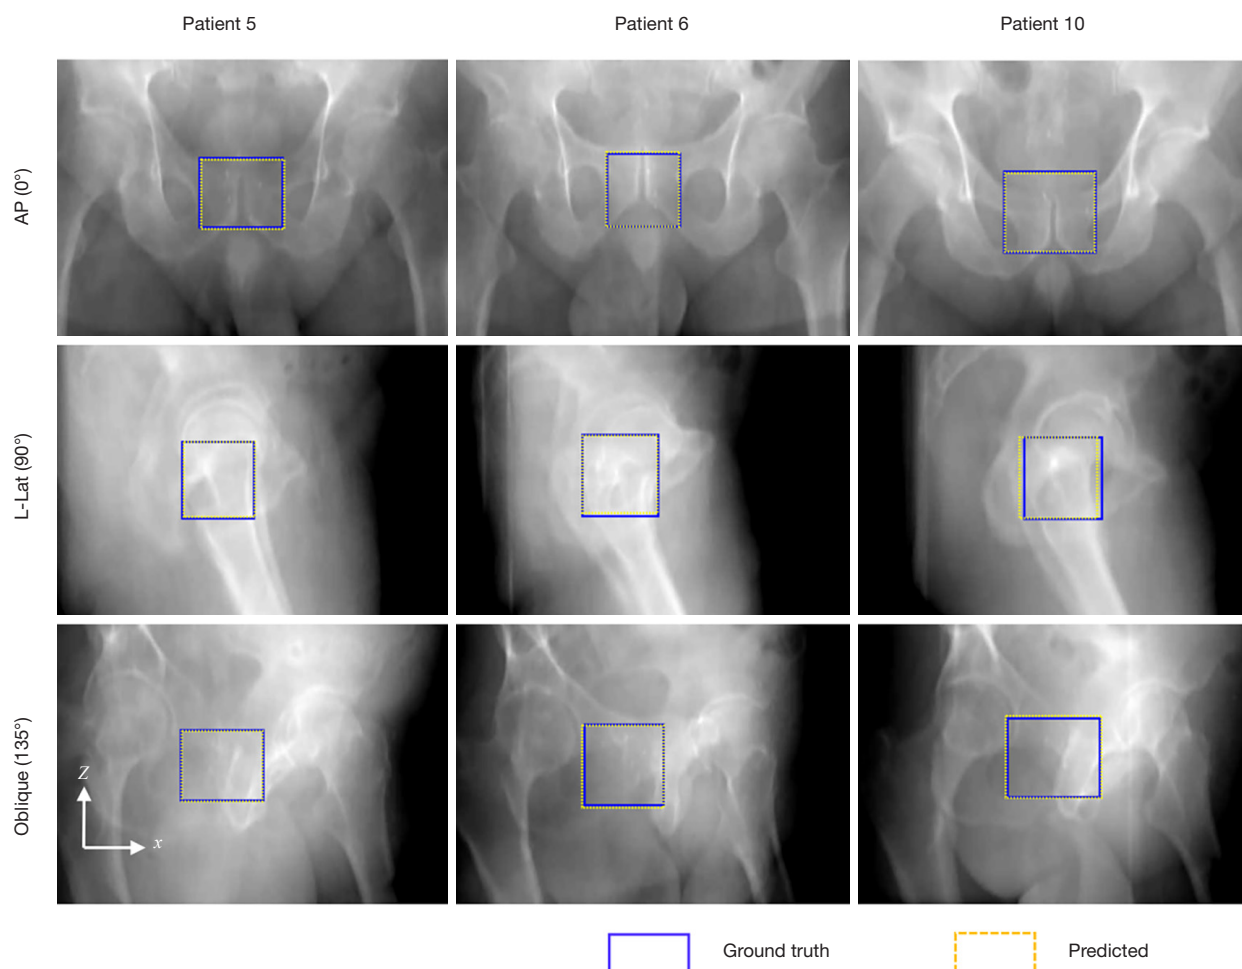 Patient 5 Patient 6 Patient 10
AP (0°)
L-Lat (90°)
Oblique (135°)
Z
x
Ground truth Predicted